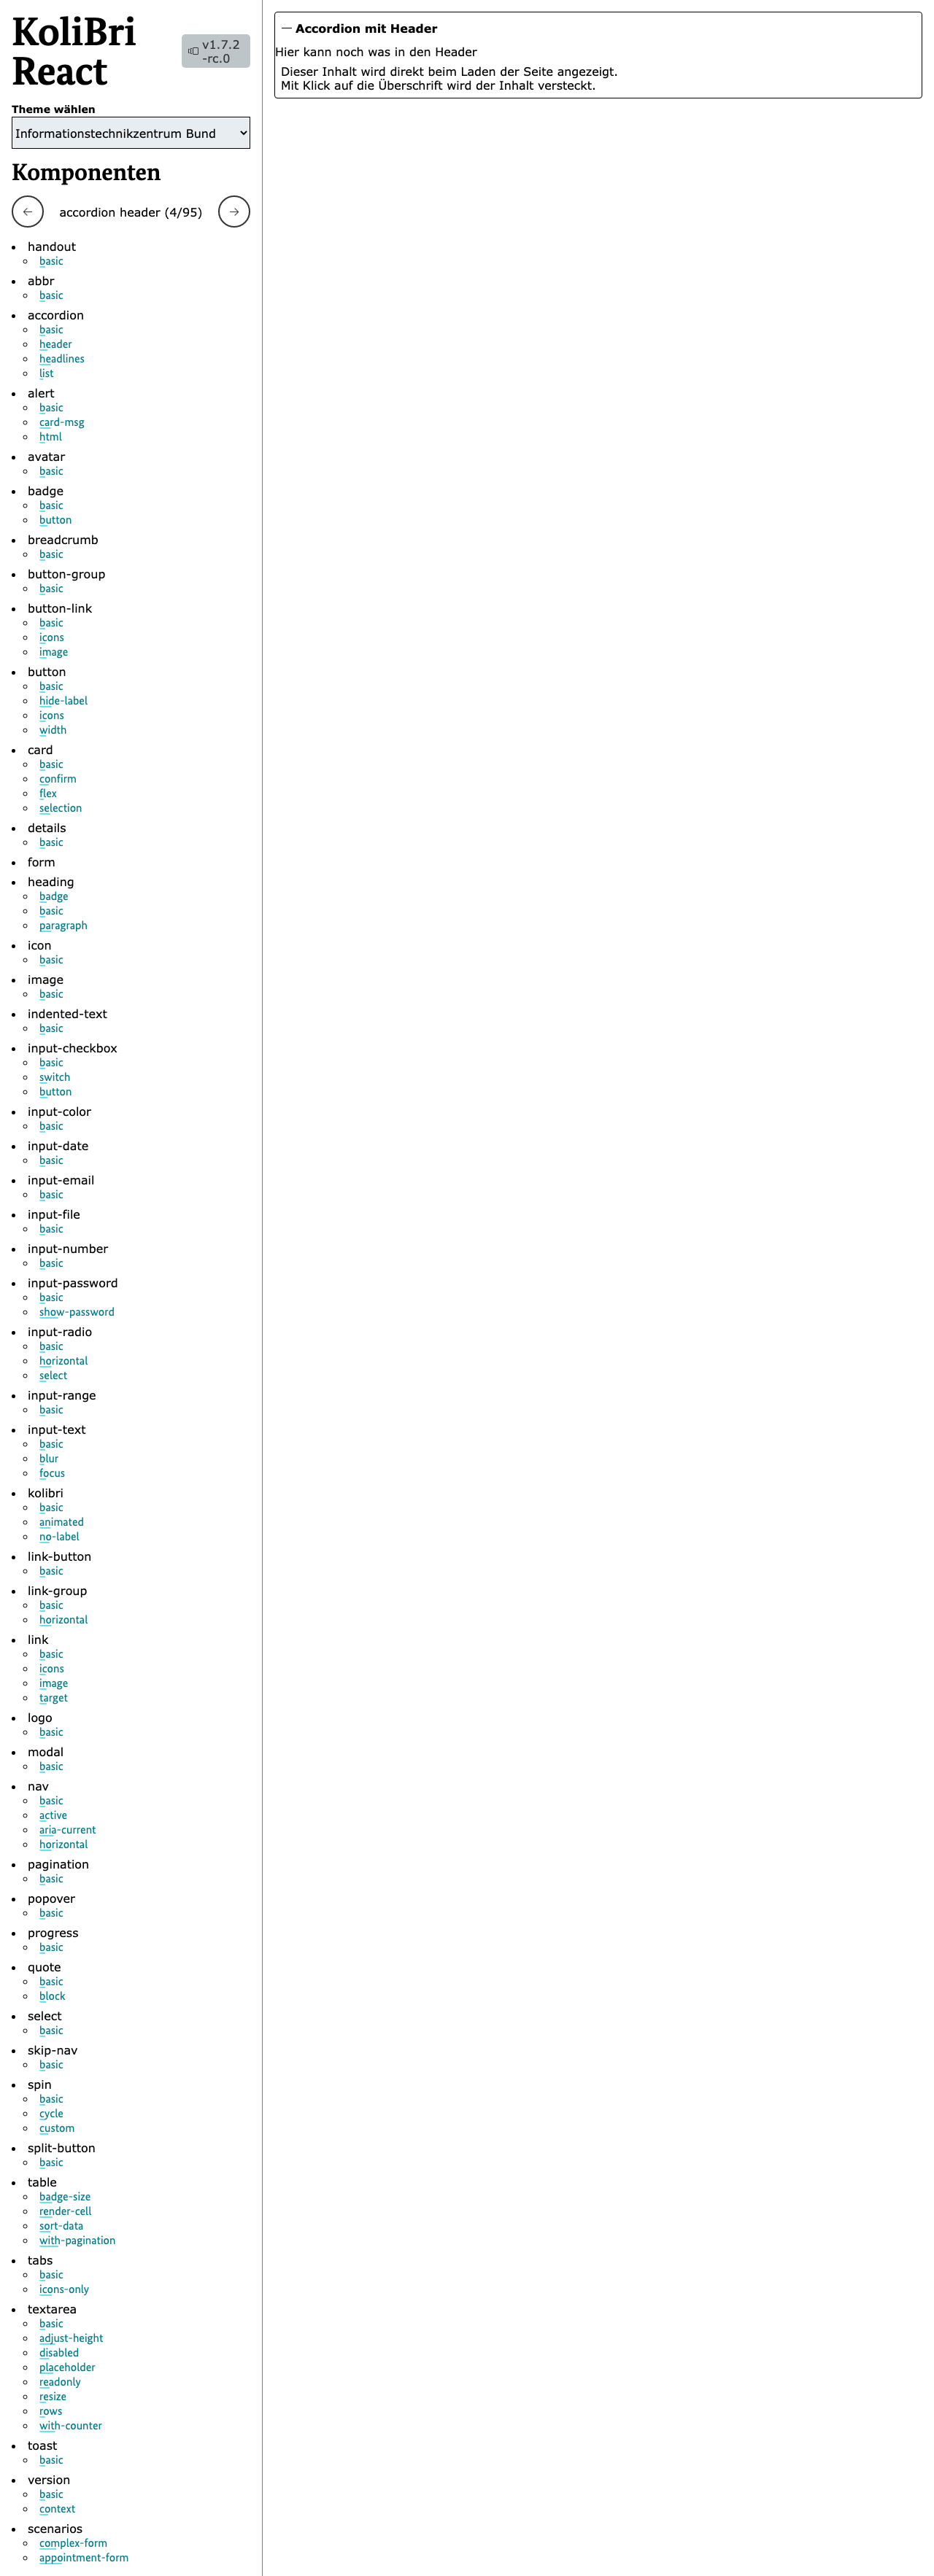 KoliBri
React
v1.7.2
-rc.0
Theme wählen
Informationstechnikzentrum Bund
Komponenten
← accordion header (4/95) →
• handout
◦ basic
• abbr
◦ basic
• accordion
◦ basic
◦ header
◦ headlines
◦ list
• alert
◦ basic
◦ card-msg
◦ html
• avatar
◦ basic
• badge
◦ basic
◦ button
• breadcrumb
◦ basic
• button-group
◦ basic
• button-link
◦ basic
◦ icons
◦ image
• button
◦ basic
◦ hide-label
◦ icons
◦ width
• card
◦ basic
◦ confirm
◦ flex
◦ selection
• details
◦ basic
• form
• heading
◦ badge
◦ basic
◦ paragraph
• icon
◦ basic
• image
◦ basic
• indented-text
◦ basic
• input-checkbox
◦ basic
◦ switch
◦ button
• input-color
◦ basic
• input-date
◦ basic
• input-email
◦ basic
• input-file
◦ basic
• input-number
◦ basic
• input-password
◦ basic
◦ show-password
• input-radio
◦ basic
◦ horizontal
◦ select
• input-range
◦ basic
• input-text
◦ basic
◦ blur
◦ focus
• kolibri
◦ basic
◦ animated
◦ no-label
• link-button
◦ basic
• link-group
◦ basic
◦ horizontal
• link
◦ basic
◦ icons
◦ image
◦ target
• logo
◦ basic
• modal
◦ basic
• nav
◦ basic
◦ active
◦ aria-current
◦ horizontal
• pagination
◦ basic
• popover
◦ basic
• progress
◦ basic
• quote
◦ basic
◦ block
• select
◦ basic
• skip-nav
◦ basic
• spin
◦ basic
◦ cycle
◦ custom
• split-button
◦ basic
• table
◦ badge-size
◦ render-cell
◦ sort-data
◦ with-pagination
• tabs
◦ basic
◦ icons-only
• textarea
◦ basic
◦ adjust-height
◦ disabled
◦ placeholder
◦ readonly
◦ resize
◦ rows
◦ with-counter
• toast
◦ basic
• version
◦ basic
◦ context
• scenarios
◦ complex-form
◦ appointment-form
Accordion mit Header
Hier kann noch was in den Header
Dieser Inhalt wird direkt beim Laden der Seite angezeigt.
Mit Klick auf die Überschrift wird der Inhalt versteckt.